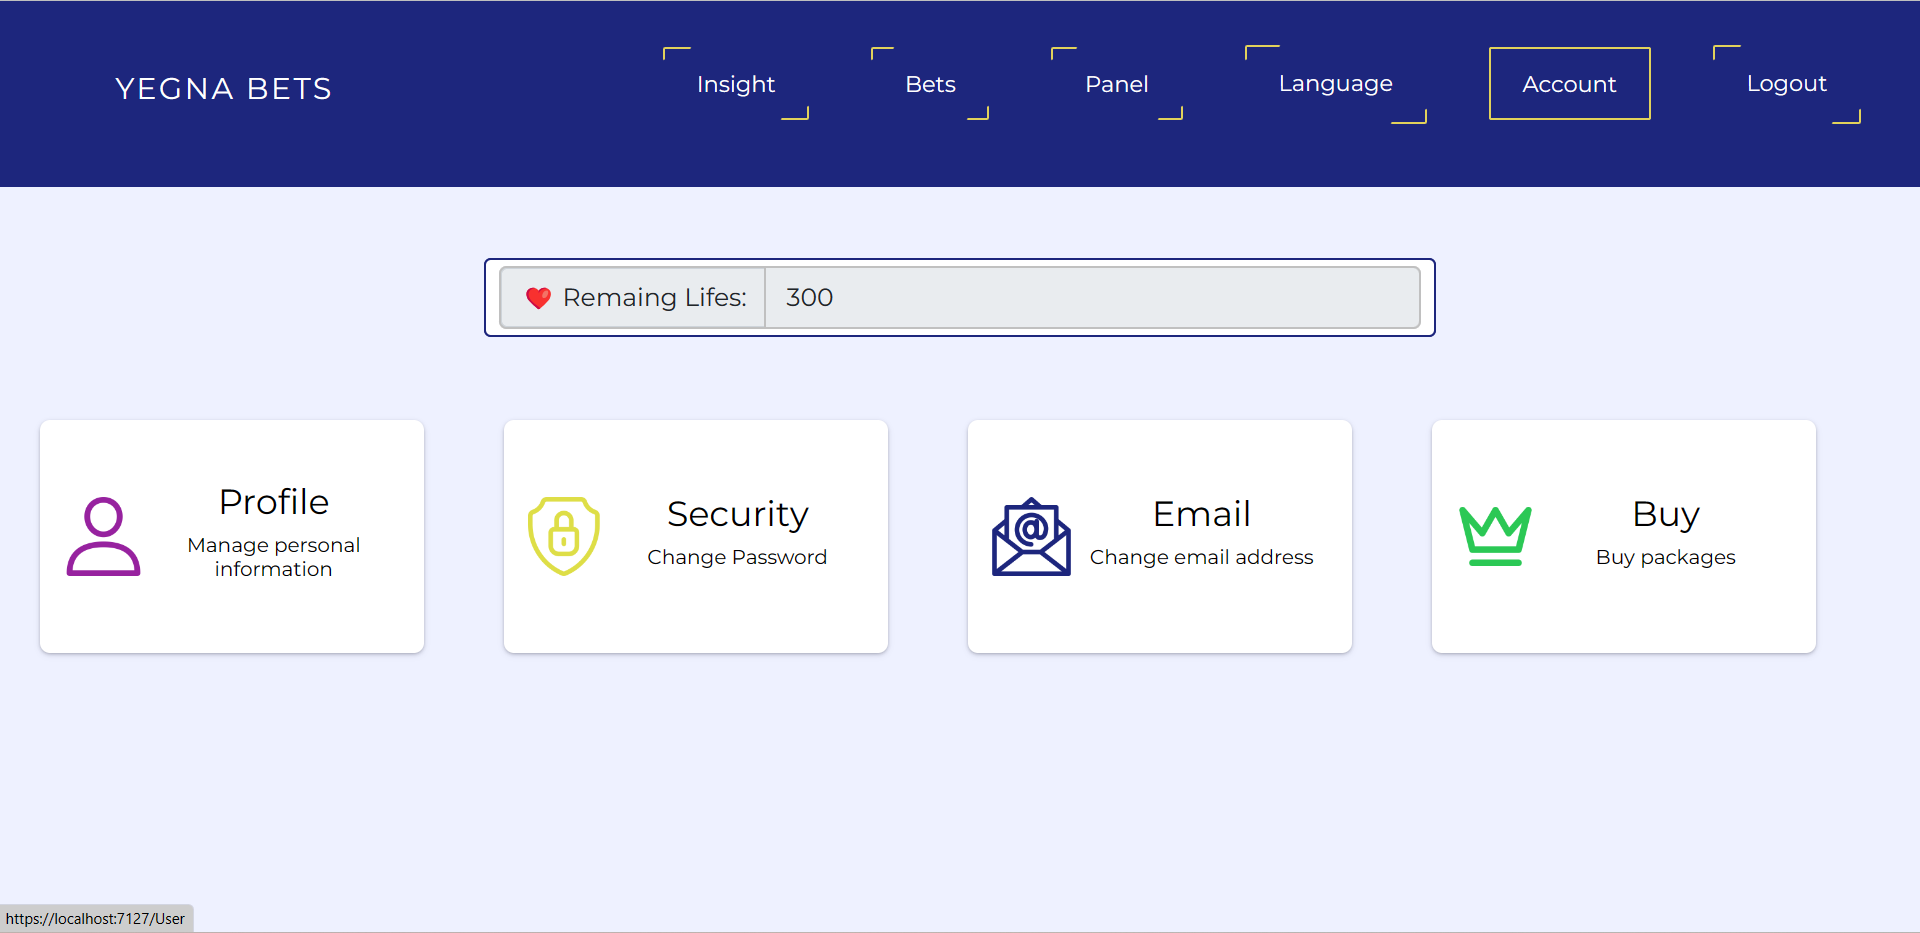 YEGNA BETS
Insight
Bets
Panel
Language
Account
Logout
Remaing Lifes:
300
Profile
Manage personal
information
Security
Change Password
@
Email
Change email address
Buy
Buy packages
https://localhost:7127/User